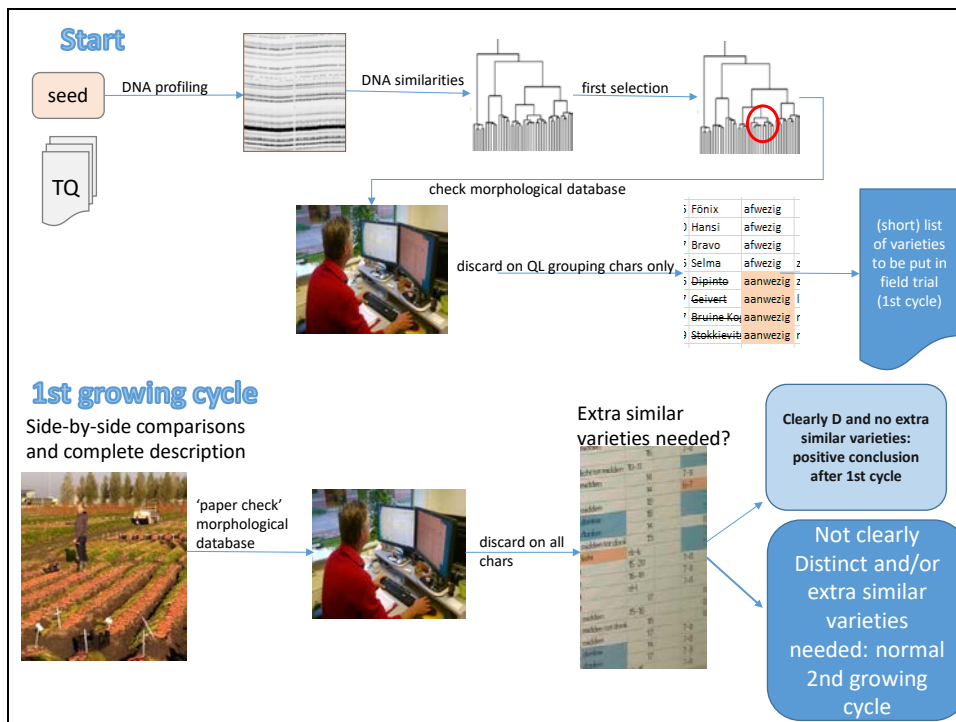 Start
seed
DNA profiling
DNA similarities
first selection
TQ
check morphological database
discard on QL grouping chars only
Fönix afwezig
Hansi afwezig
Bravo afwezig
Selma afwezig z
Dipinto aanwezig z
Geivert aanwezig
Bruine aanwezig
aanwezig
(short) list
of varieties
to be put in
field trial
(1st cycle)
1st growing cycle
Side-by-side comparisons
and complete description
'paper check'
morphological
database
discard on all
chars
Extra similar
varieties needed?
midden
midden
midden
Clearly D and no extra
similar varieties:
positive conclusion
after 1st cycle
Not clearly
Distinct and/or
extra similar
varieties
needed: normal
2nd growing
cycle